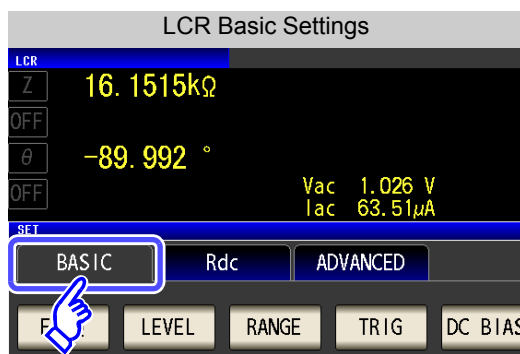 LCR Basic Settings
LCR
Z 16.1515kΩ
OFF
θ -89.992 °
OFF
Vac 1.026 V
Iac 63.51μA
SET
BASIC Rdc ADVANCED
LEVEL RANGE TRIG DC BIAS